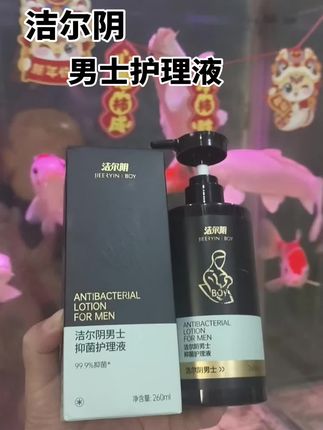 洁尔阴
男士护理液
洁尔阴
JIEERYIN | BOY
ANTIBACTERIAL
LOTION
FOR MEN
洁尔阴男士
抑菌护理液
99.9%抑菌*
净含量：260ml
洁尔阴
JIEERYIN | BOY
BOY
ANTIBACTERIAL
LOTION
FOR MEN
洁尔阴男士
抑菌护理液
洁尔阴男士